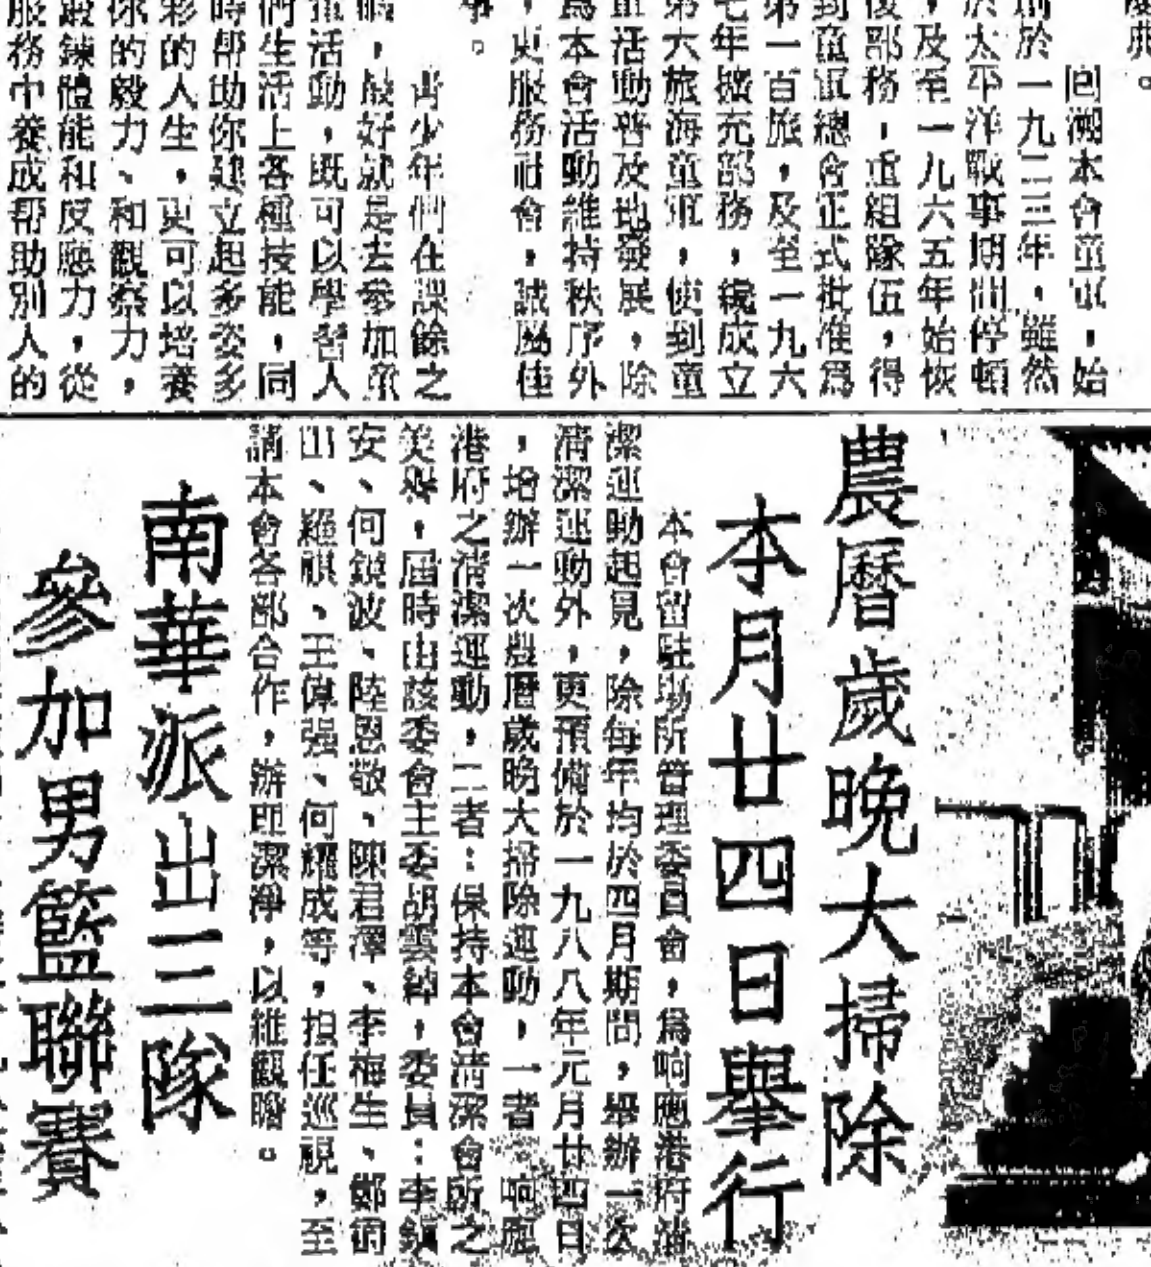 典。
回溯本會童軍,始
創於一九二三年,雖然
於太平洋戰事期間停頓
,及至一九六五年始恢
復部務,重組隊伍,得
到童軍總會正式批准爲
第一百旅,及至一九六
七年擴充部務,續成立
第六旅海童軍,使到童
軍活動普及地發展,除
爲本會活動維持秩序外
,更服務社會,誠屬佳
事。
青少年們在課餘之
暇,最好就是去參加童
軍活動,既可以學習人
們生活上各種技能,同
時帮助你建立起多姿多
彩的人生,更可以培養
你的毅力、和觀察力,
鍛鍊體能和反應力,從
服務中養成帮助別人的
農曆歲晚大掃除
本月廿四日舉行
本會留駐場所管理委員會,爲响應港府清
潔運動起見,除每年均於四月期間,舉辦一次
清潔運動外,更預備於一九八八年元月廿四日
,增辦一次農曆歲晚大掃除運動,一者响應
港府之清潔運動,二者:保持本會清潔會所之
美譽,屆時由該委會主委胡雲綽,委員:李鎮
安、何鏡波、陸恩敬、陳君澤、李梅生、鄭
山、羅祺、王偉强、何耀成等,担任巡視,至
請本會各部合作,辦理潔淨,以維觀瞻。
南華派出三隊
參加男籃聯賽